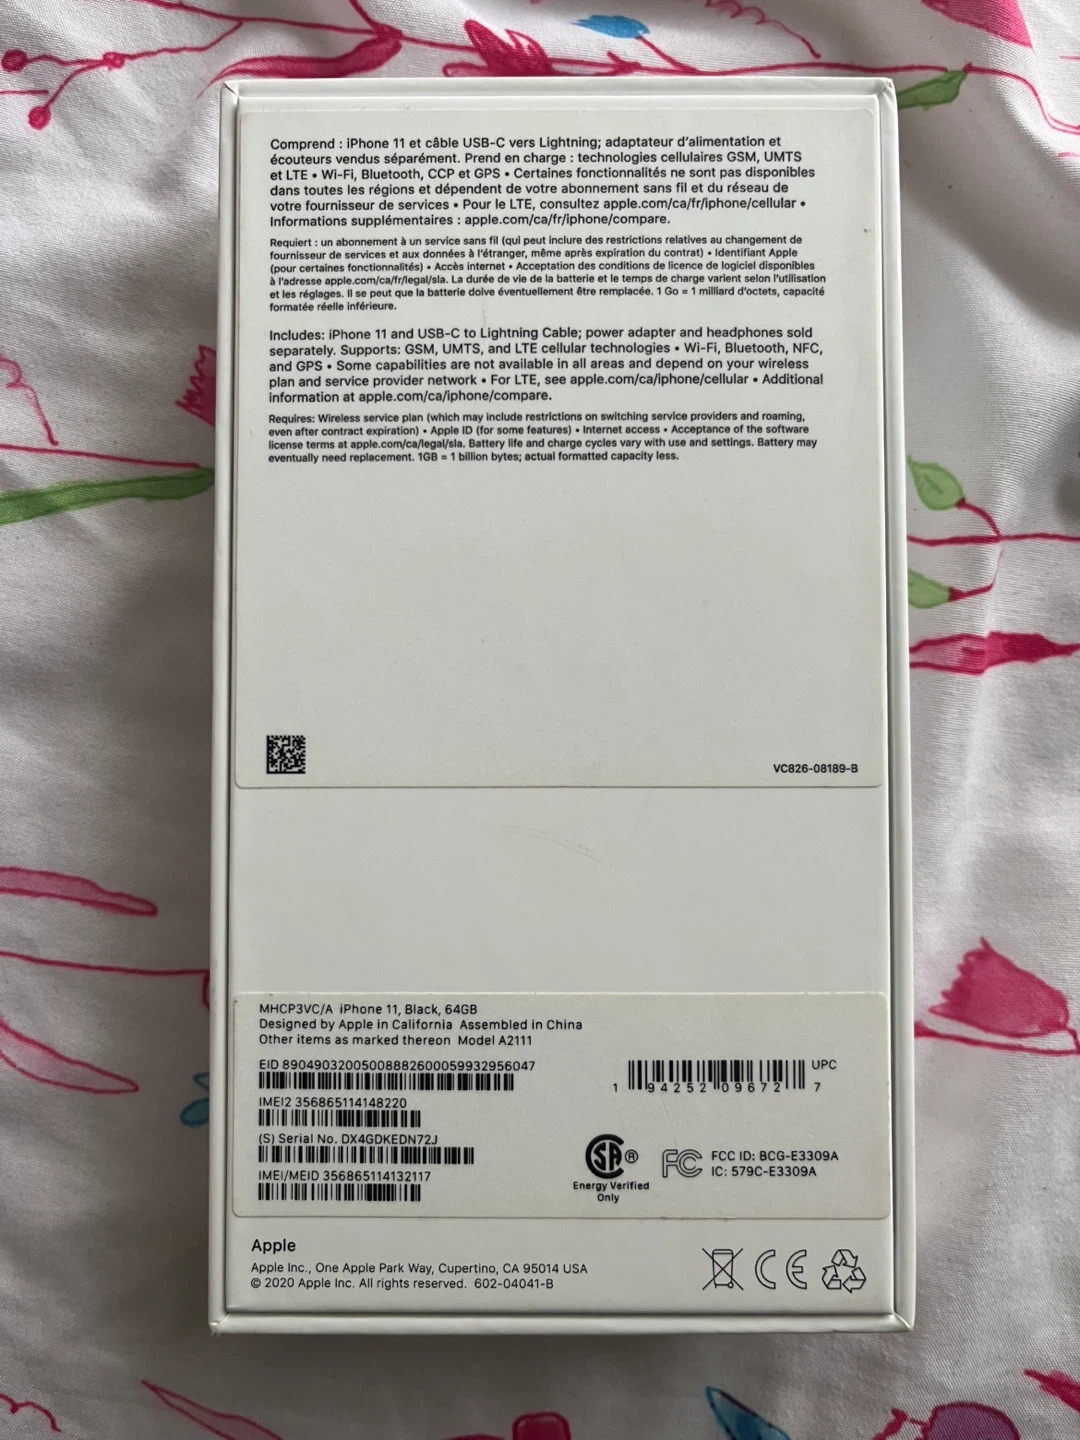 Comprend : iPhone 11 et câble USB-C vers Lightning; adaptateur d'alimentation et
écouteurs vendus séparément. Prend en charge : technologies cellulaires GSM, UMTS
et LTE • Wi-Fi, Bluetooth, CCP et GPS • Certaines fonctionnalités ne sont pas disponibles
dans toutes les régions et dépendent de votre abonnement sans fil et du réseau de
votre fournisseur de services • Pour le LTE, consultez apple.com/ca/fr/iphone/cellular •
Informations supplémentaires : apple.com/ca/fr/iphone/compare.
Requiert : un abonnement à un service sans fil (qui peut inclure des restrictions relatives au changement de
fournisseur de services et aux données à l'étranger, même après expiration du contrat) • Identifiant Apple
(pour certaines fonctionnalités) • Accès internet • Acceptation des conditions de licence de logiciel disponibles
à l'adresse apple.com/ca/fr/legal/sla. La durée de vie de la batterie et le temps de charge varient selon l'utilisation
et les réglages. Il se peut que la batterie doive éventuellement être remplacée. 1 Go = 1 milliard d'octets, capacité
formatée réelle inférieure.
Includes: iPhone 11 and USB-C to Lightning Cable; power adapter and headphones sold
separately. Supports: GSM, UMTS, and LTE cellular technologies • Wi-Fi, Bluetooth, NFC,
and GPS • Some capabilities are not available in all areas and depend on your wireless
plan and service provider network • For LTE, see apple.com/ca/iphone/cellular • Additional
information at apple.com/ca/iphone/compare.
Requires: Wireless service plan (which may include restrictions on switching service providers and roaming,
even after contract expiration) • Apple ID (for some features) • Internet access • Acceptance of the software
license terms at apple.com/ca/legal/sla. Battery life and charge cycles vary with use and settings. Battery may
eventually need replacement. 1GB = 1 billion bytes; actual formatted capacity less.
VC826-08189-B
MHCP3VC/A iPhone 11, Black, 64GB
Designed by Apple in California Assembled in China
Other items as marked thereon Model A2111
EID 89049032005008882600059932956047
UPC
1 94252 09672 7
IMEI2 356865114148220
(S) Serial No. DX4GDKEDN72J
IMEI/MEID 356865114132117
SA ®
Energy Verified
Only
FC
FCC ID: BCG-E3309A
IC: 579C-E3309A
Apple
Apple Inc., One Apple Park Way, Cupertino, CA 95014 USA
© 2020 Apple Inc. All rights reserved. 602-04041-B
CE